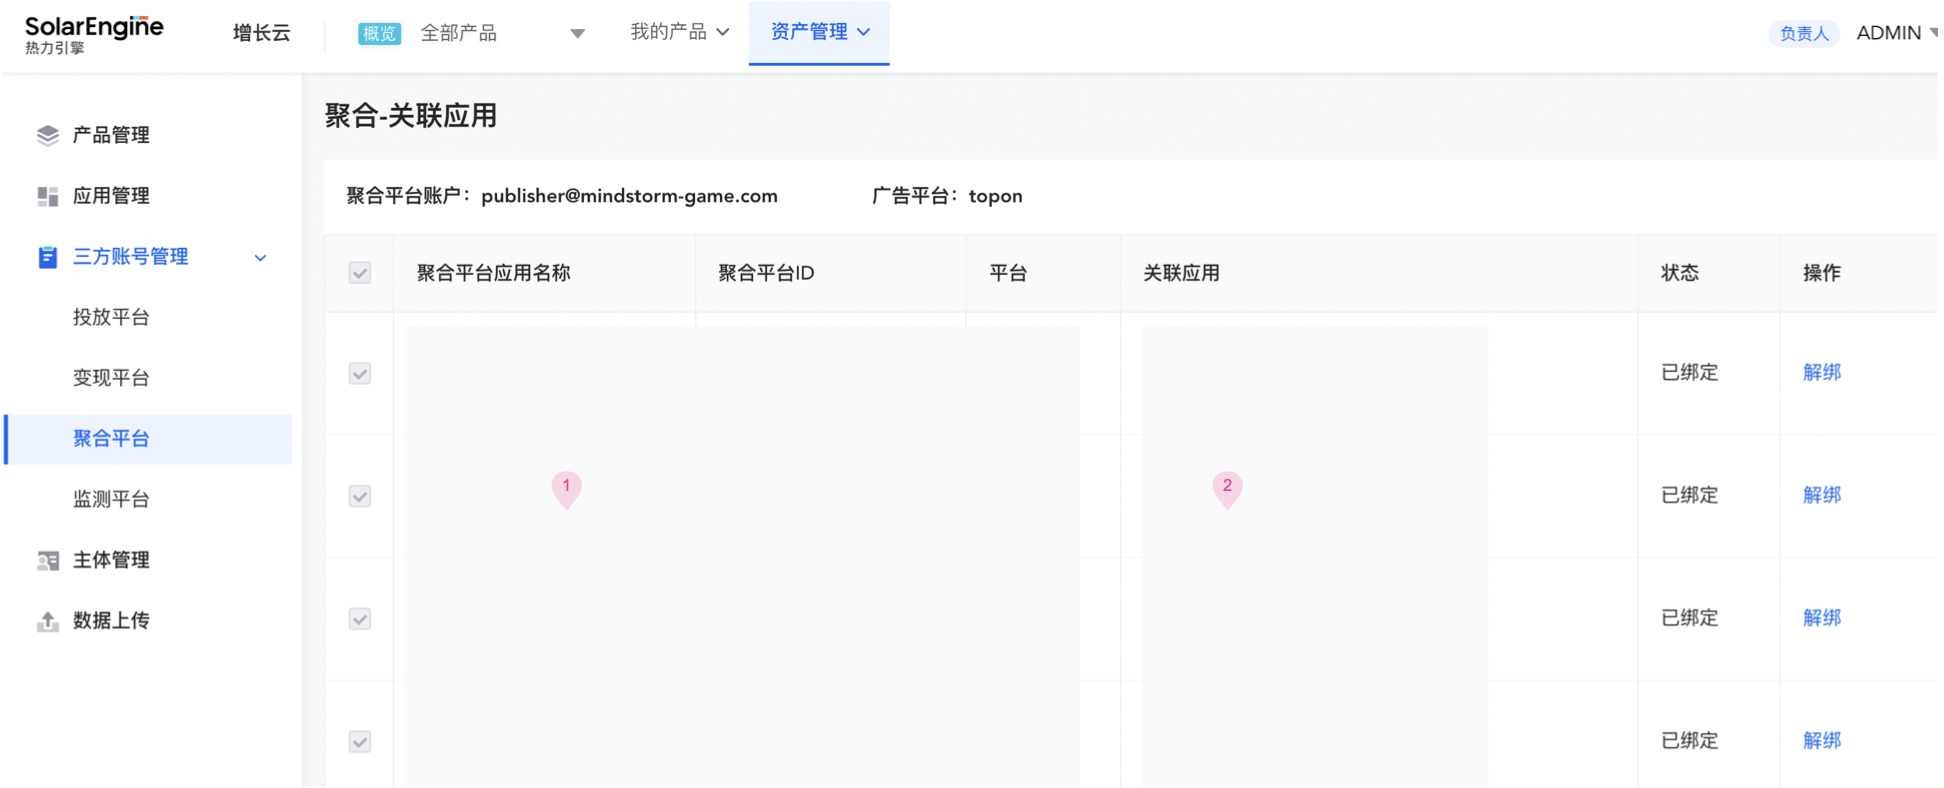 SolarEngine
热力引擎
增长云
概览 全部产品
我的产品
资产管理
负责人 ADMIN
产品管理
应用管理
三方账号管理
投放平台
变现平台
聚合平台
监测平台
主体管理
数据上传
聚合-关联应用
聚合平台账户：publisher@mindstorm-game.com 广告平台：topon
聚合平台应用名称 聚合平台ID 平台 关联应用 状态 操作
已绑定 解绑
1 2 已绑定 解绑
已绑定 解绑
已绑定 解绑